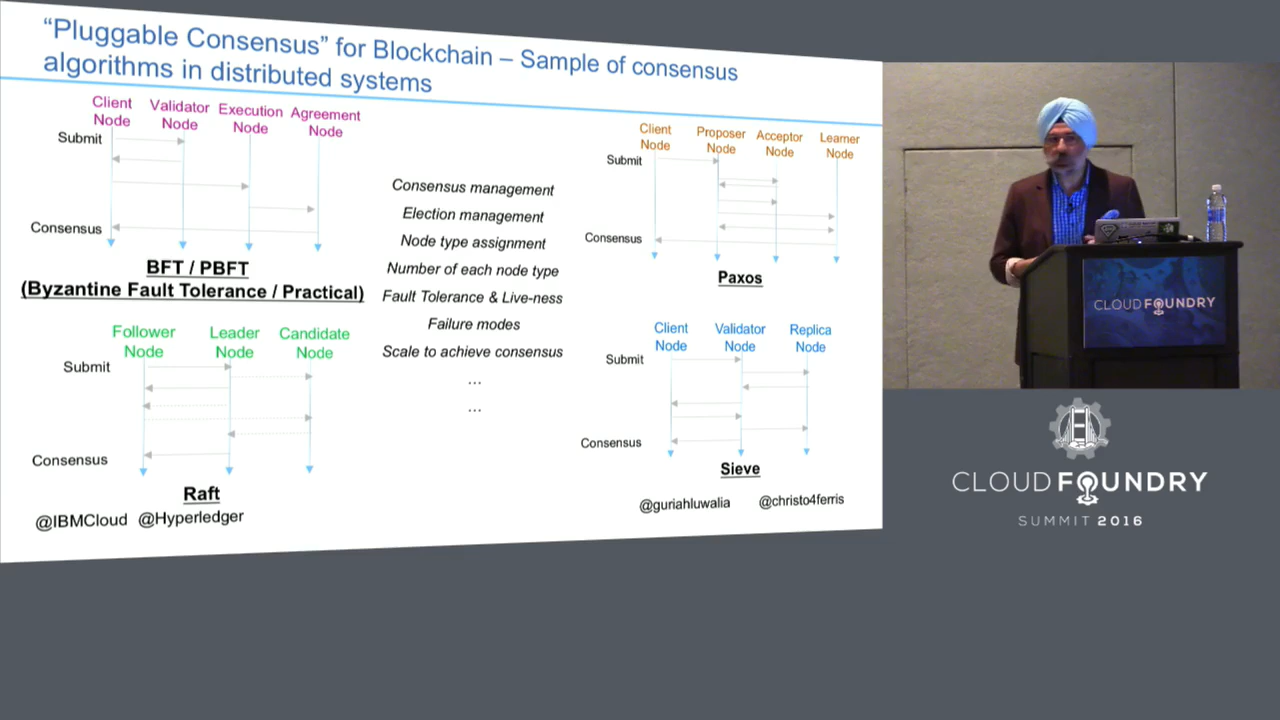 “Pluggable Consensus” for Blockchain – Sample of consensus
algorithms in distributed systems
Client Node
Validator Node
Execution Node
Agreement Node
Submit
Consensus
BFT / PBFT
(Byzantine Fault Tolerance / Practical)
Follower Node
Leader Node
Candidate Node
Submit
Consensus
Raft
@IBMCloud @Hyperledger
Consensus management
Election management
Node type assignment
Number of each node type
Fault Tolerance & Live-ness
Failure modes
Scale to achieve consensus
...
...
Client Node
Proposer Node
Acceptor Node
Learner Node
Submit
Consensus
Paxos
Client Node
Validator Node
Replica Node
Submit
Consensus
Sieve
@guriahluwalia @christo4ferris
CLOUD FOUNDRY
CLOUD FOUNDRY
SUMMIT 2016